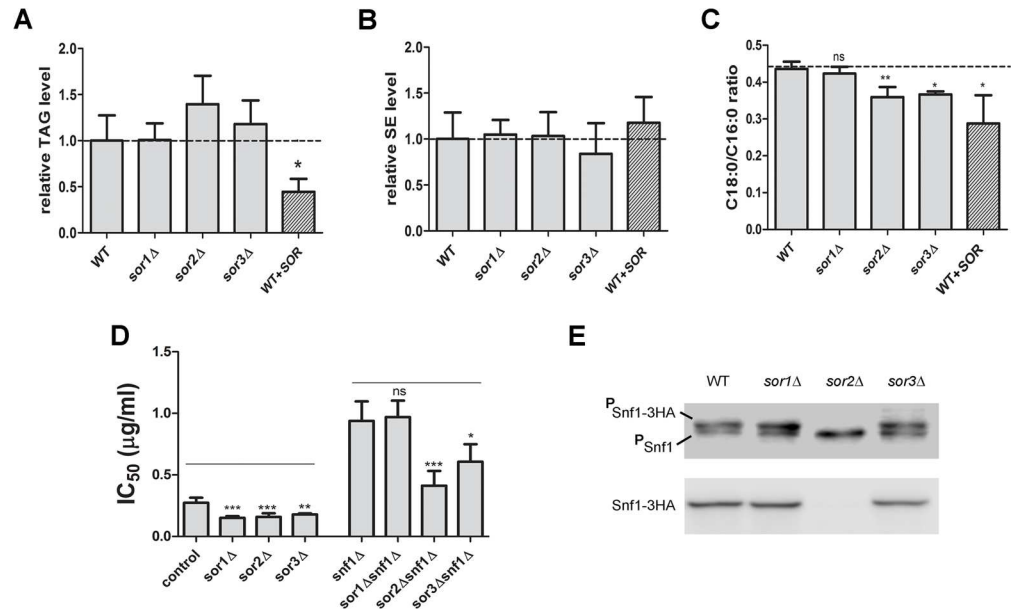 A
relative TAG level
2.0
1.5
1.0
0.5
0.0
*
WT
sor1Δ
sor2Δ
sor3Δ
WT+SOR
B
relative SE level
2.0
1.5
1.0
0.5
0.0
WT
sor1Δ
sor2Δ
sor3Δ
WT+SOR
C
C18:0/C16:0 ratio
0.5
0.4
0.3
0.2
0.1
0.0
ns
**
*
*
WT
sor1Δ
sor2Δ
sor3Δ
WT+SOR
D
IC50 (μg/ml)
1.5
1.0
0.5
0.0
***
***
**
ns
***
*
control
sor1Δ
sor2Δ
sor3Δ
snf1Δ
sor1Δsnf1Δ
sor2Δsnf1Δ
sor3Δsnf1Δ
E
WT sor1Δ sor2Δ sor3Δ
PSnf1-3HA
PSnf1
Snf1-3HA